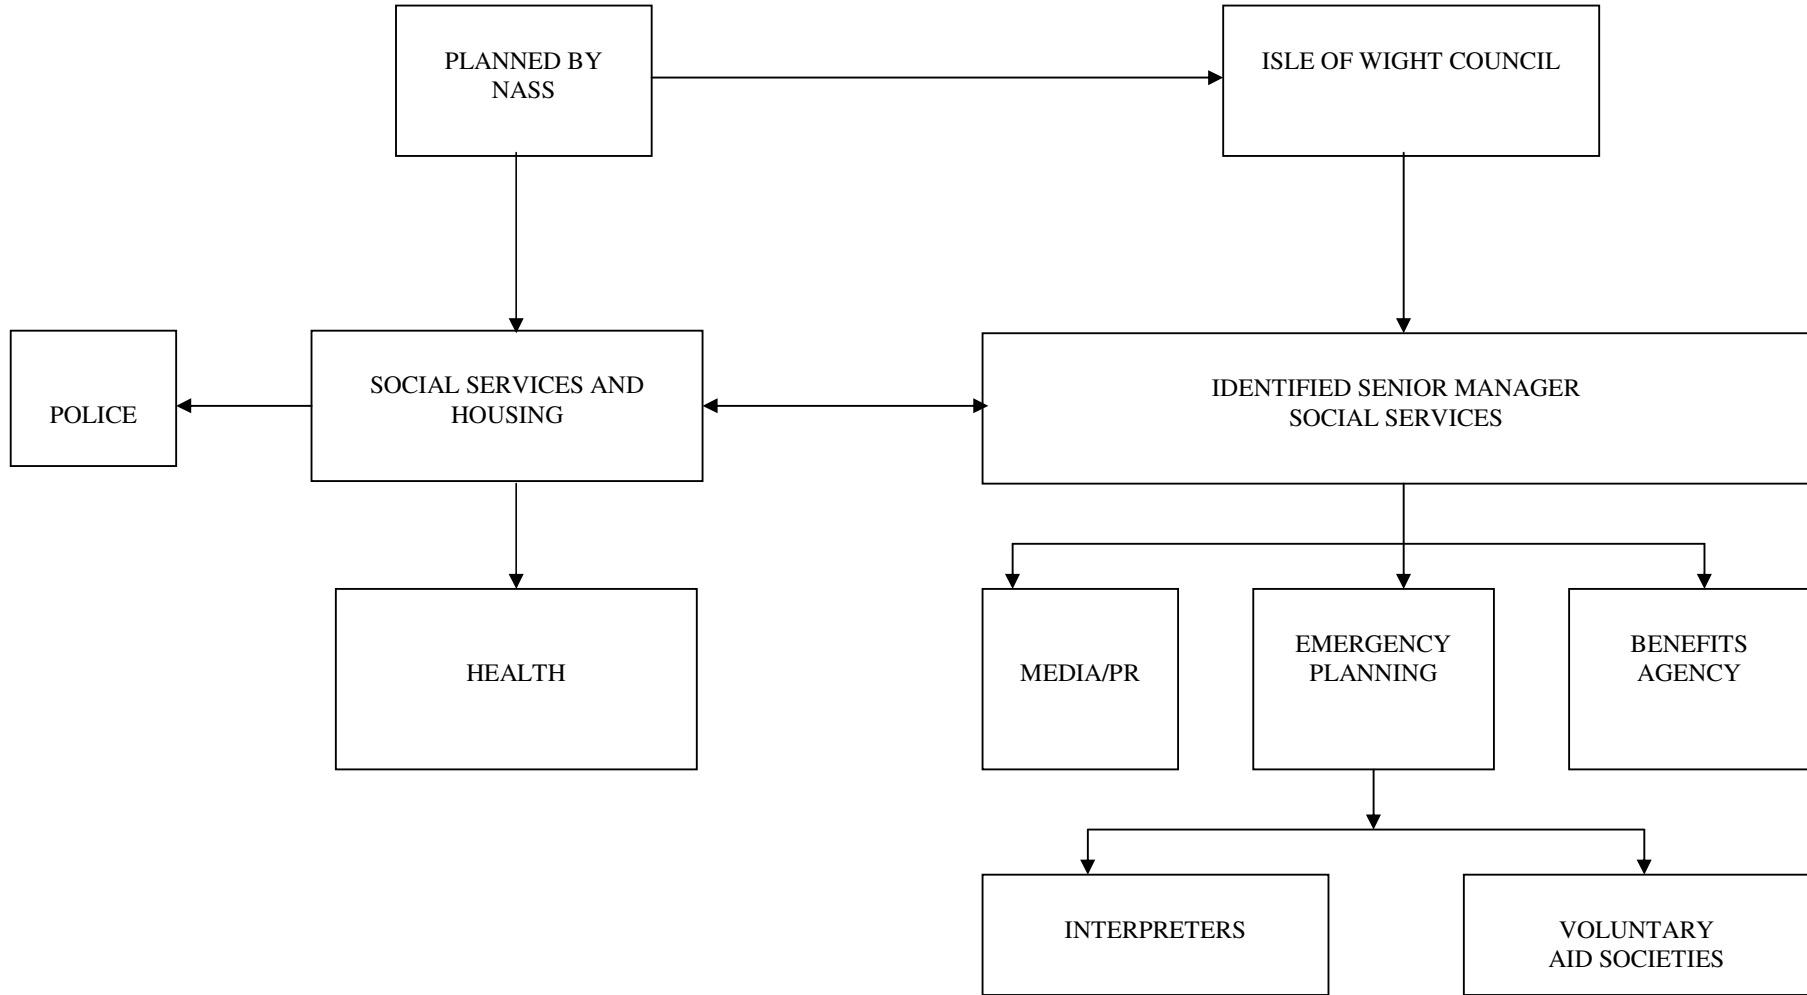 PLANNED BY
NASS
ISLE OF WIGHT COUNCIL
POLICE
SOCIAL SERVICES AND
HOUSING
IDENTIFIED SENIOR MANAGER
SOCIAL SERVICES
HEALTH
MEDIA/PR
EMERGENCY
PLANNING
BENEFITS
AGENCY
INTERPRETERS
VOLUNTARY
AID SOCIETIES